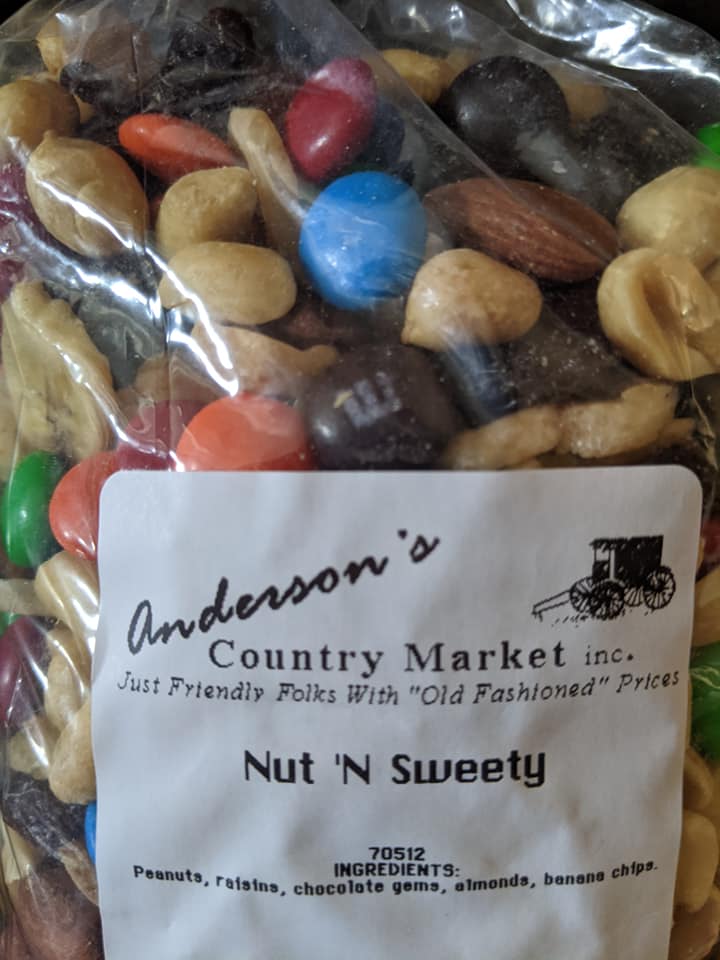 Anderson's
Country Market inc.
Just Friendly Folks With "Old Fashioned" Prices
Nut 'N Sweety
70512
INGREDIENTS:
Peanuts, raisins, chocolate gems, almonds, banana chips.